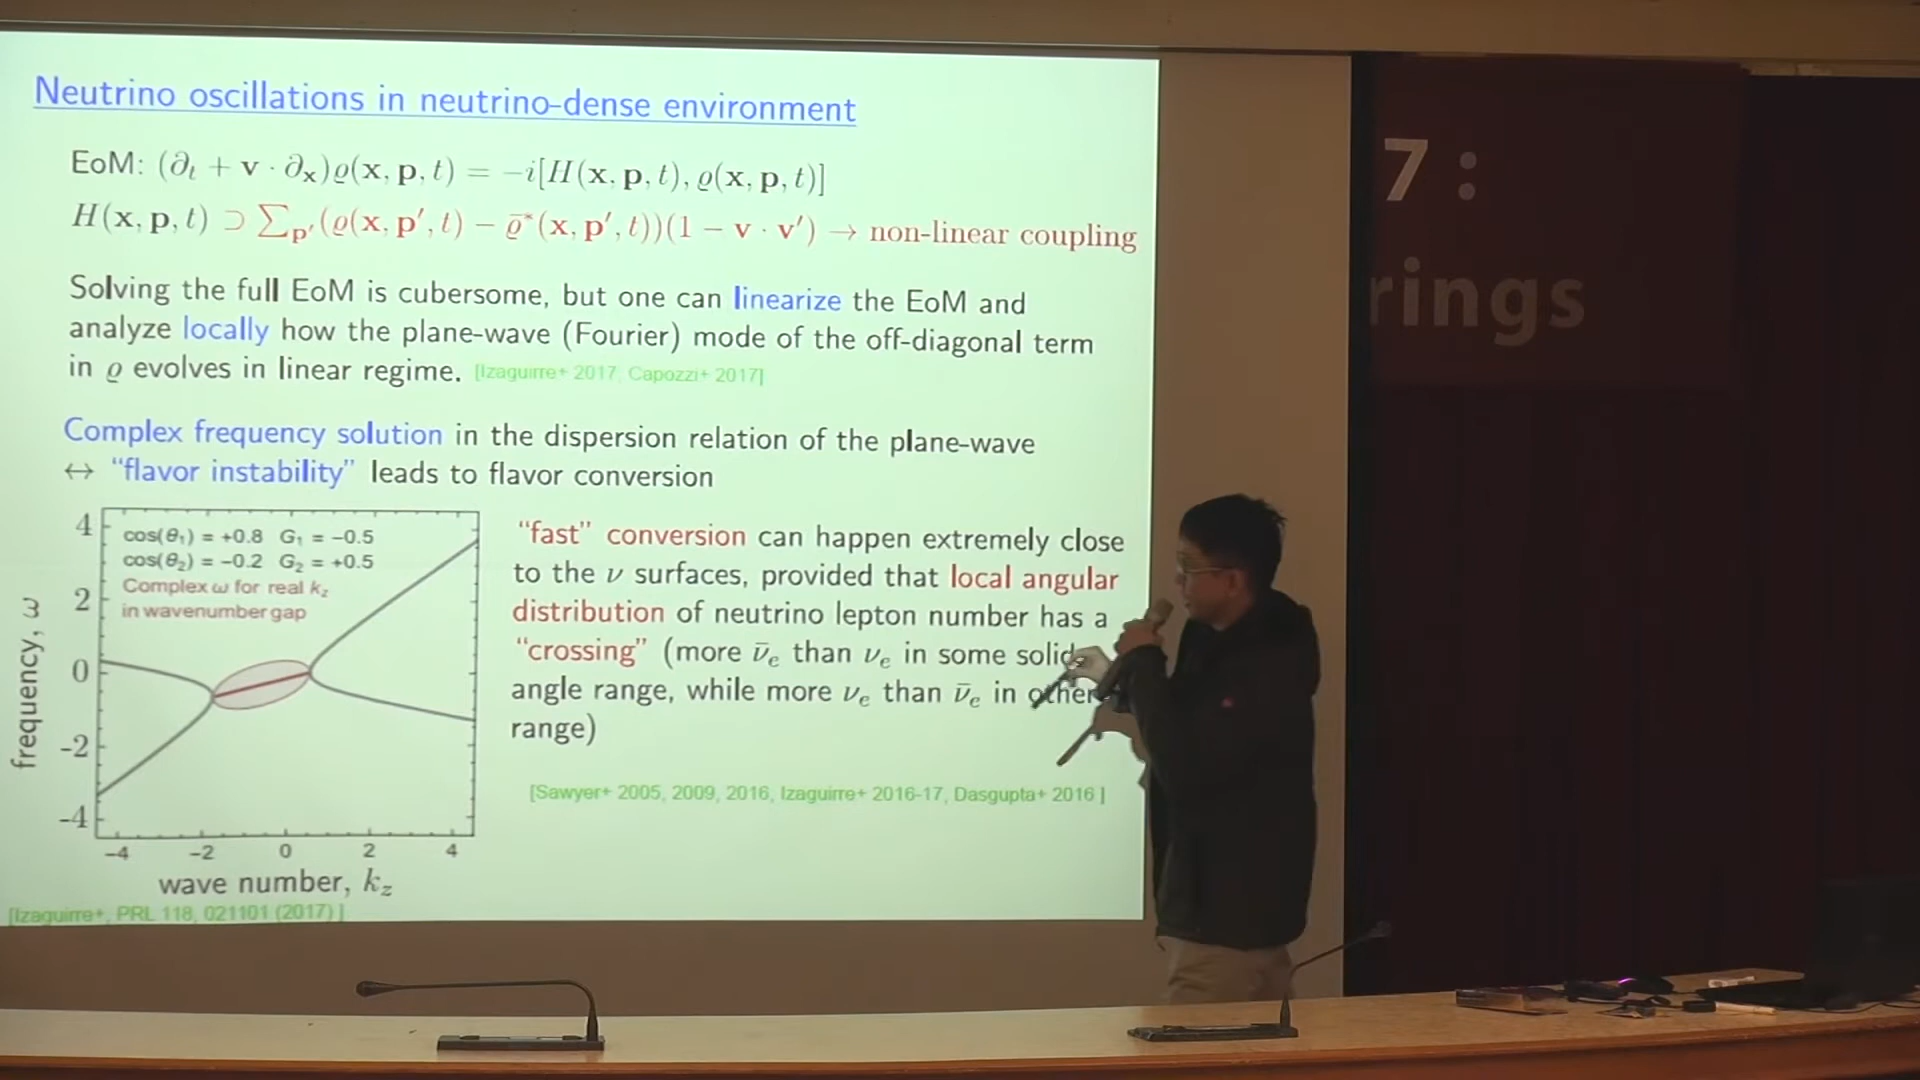 Neutrino oscillations in neutrino-dense environment
EoM: (∂t + v · ∂x)ϱ(x, p, t) = −i[H(x, p, t), ϱ(x, p, t)]
H(x, p, t) ⊃ ∑p′(ϱ(x, p′, t) − ϱ̄*(x, p′, t))(1 − v · v′) → non-linear coupling
Solving the full EoM is cubersome, but one can linearize the EoM and
analyze locally how the plane-wave (Fourier) mode of the off-diagonal term
in ϱ evolves in linear regime. [Izaguirre+ 2017, Capozzi+ 2017]
Complex frequency solution in the dispersion relation of the plane-wave
↔ “flavor instability” leads to flavor conversion
cos(θ1) = +0.8 G1 = −0.5
cos(θ2) = −0.2 G2 = +0.5
Complex ω for real kz
in wavenumber gap
frequency, ω
4
2
0
-2
-4
−4 −2 0 2 4
wave number, kz
[Izaguirre+, PRL 118, 021101 (2017) ]
“fast” conversion can happen extremely close
to the ν surfaces, provided that local angular
distribution of neutrino lepton number has a
“crossing” (more ν̄e than νe in some solid
angle range, while more νe than ν̄e in other
range)
[Sawyer+ 2005, 2009, 2016, Izaguirre+ 2016-17, Dasgupta+ 2016 ]
7 :
rings